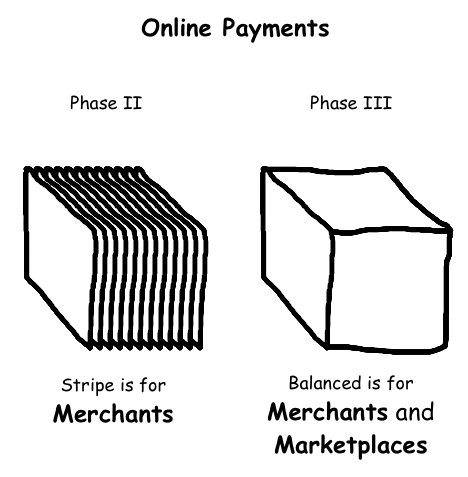 Online Payments
Phase II
Phase III
Stripe is for
Merchants
Balanced is for
Merchants and
Marketplaces